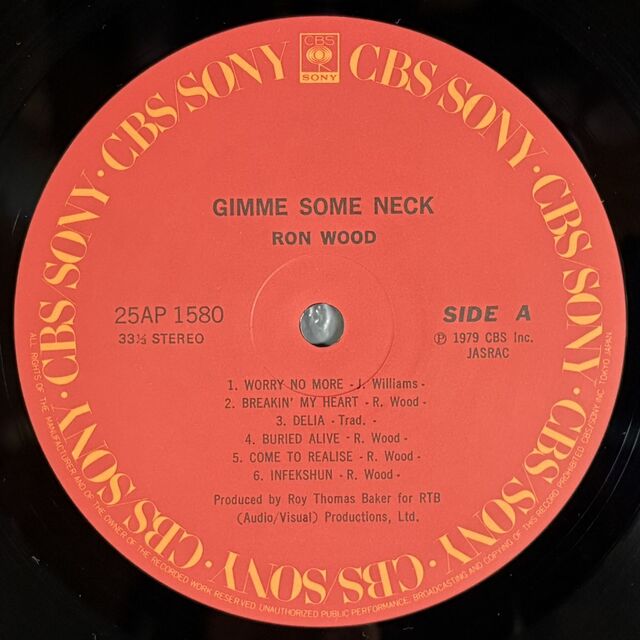 CBS
SONY
CBS/SONY · CBS/SONY · CBS/SONY · CBS/SONY · CBS/SONY · CBS/SONY · CBS/SONY · CBS/SONY
GIMME SOME NECK
RON WOOD
25AP 1580
33⅓ STEREO
SIDE A
Ⓟ 1979 CBS Inc.
JASRAC
1. WORRY NO MORE - J. Williams -
2. BREAKIN' MY HEART - R. Wood -
3. DELIA - Trad. -
4. BURIED ALIVE - R. Wood -
5. COME TO REALISE - R. Wood -
6. INFEKSHUN - R. Wood -
Produced by Roy Thomas Baker for RTB
(Audio/Visual) Productions, Ltd.
ALL RIGHTS OF THE MANUFACTURER AND OF THE OWNER OF THE RECORDED WORK RESERVED. UNAUTHORIZED PUBLIC PERFORMANCE, BROADCASTING AND COPYING OF THIS RECORD PROHIBITED CBS/SONY INC. TOKYO JAPAN